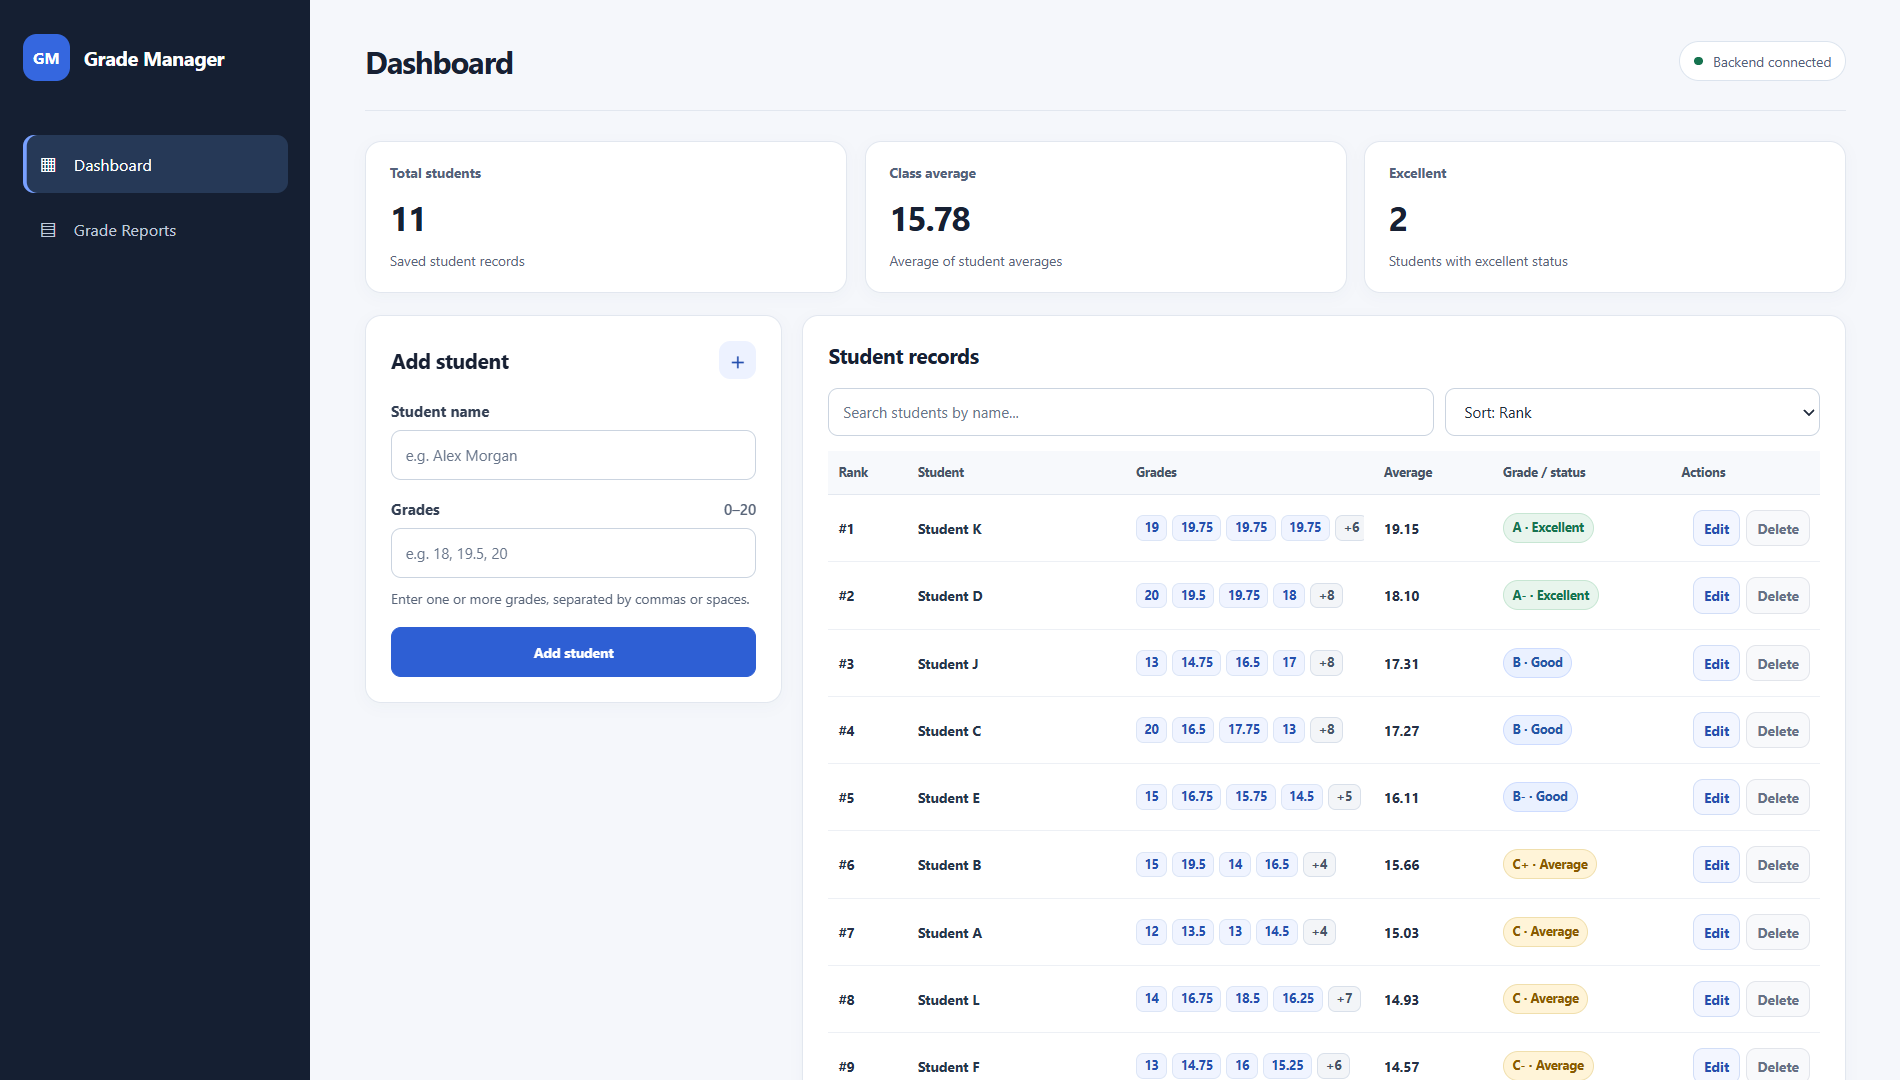 GM Grade Manager
Dashboard
Grade Reports
Dashboard
Backend connected
Total students
11
Saved student records
Class average
15.78
Average of student averages
Excellent
2
Students with excellent status
Add student
+
Student name
e.g. Alex Morgan
Grades 0–20
e.g. 18, 19.5, 20
Enter one or more grades, separated by commas or spaces.
Add student
Student records
Search students by name...
Sort: Rank
Rank Student Grades Average Grade / status Actions
#1 Student K 19 19.75 19.75 19.75 +6 19.15 A · Excellent Edit Delete
#2 Student D 20 19.5 19.75 18 +8 18.10 A- · Excellent Edit Delete
#3 Student J 13 14.75 16.5 17 +8 17.31 B · Good Edit Delete
#4 Student C 20 16.5 17.75 13 +8 17.27 B · Good Edit Delete
#5 Student E 15 16.75 15.75 14.5 +5 16.11 B- · Good Edit Delete
#6 Student B 15 19.5 14 16.5 +4 15.66 C+ · Average Edit Delete
#7 Student A 12 13.5 13 14.5 +4 15.03 C · Average Edit Delete
#8 Student L 14 16.75 18.5 16.25 +7 14.93 C · Average Edit Delete
#9 Student F 13 14.75 16 15.25 +6 14.57 C- · Average Edit Delete